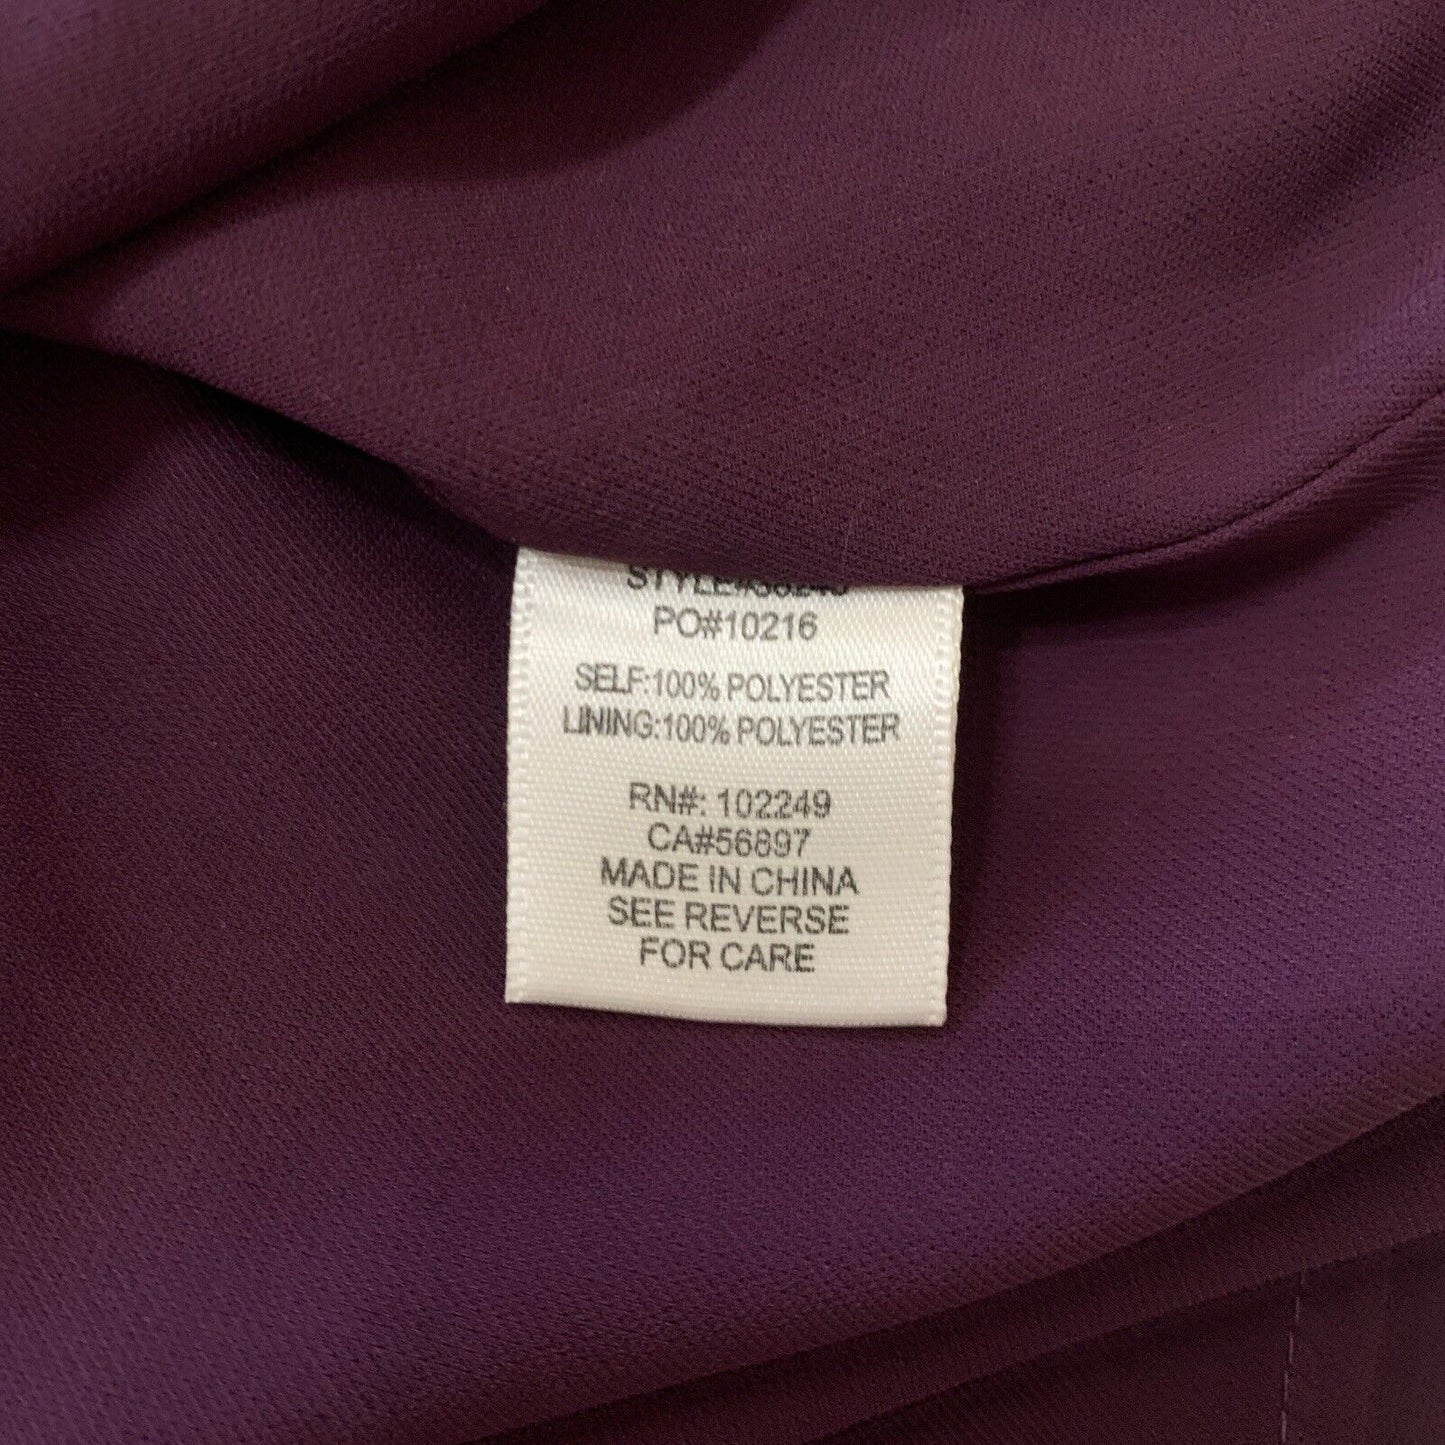 PO#10216
SELF:100% POLYESTER
LINING:100% POLYESTER
RN#: 102249
CA#56897
MADE IN CHINA
SEE REVERSE
FOR CARE